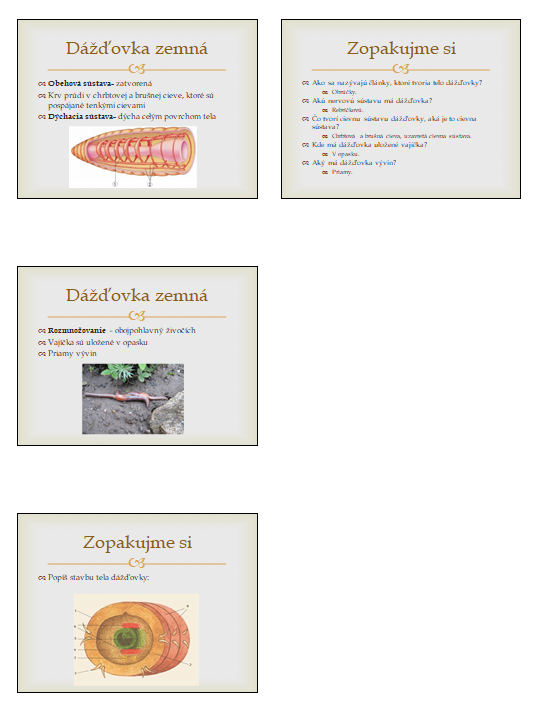 Dážďovka zemná
Obehová sústava- zatvorená
Krv prúdi v chrbtovej a brušnej cieve, ktoré sú
pospájané tenkými cievami
Dýchacia sústava- dýcha celým povrchom tela
Zopakujme si
Ako sa nazývajú články, ktoré tvoria telo dážďovky?
Obrúčky.
Akú nervovú sústavu má dážďovka?
Rebríčkovú.
Čo tvorí cievnu sústavu dážďovky, aká je to cievna
sústava?
Chrbtová a brušná cieva, uzavretá cievna sústava.
Kde má dážďovka uložené vajíčka?
V opasku.
Aký má dážďovka vývin?
Priamy.
Dážďovka zemná
Rozmnožovanie – obojpohlavný živočích
Vajíčka sú uložené v opasku
Priamy vývin
Zopakujme si
Popíš stavbu tela dážďovky: